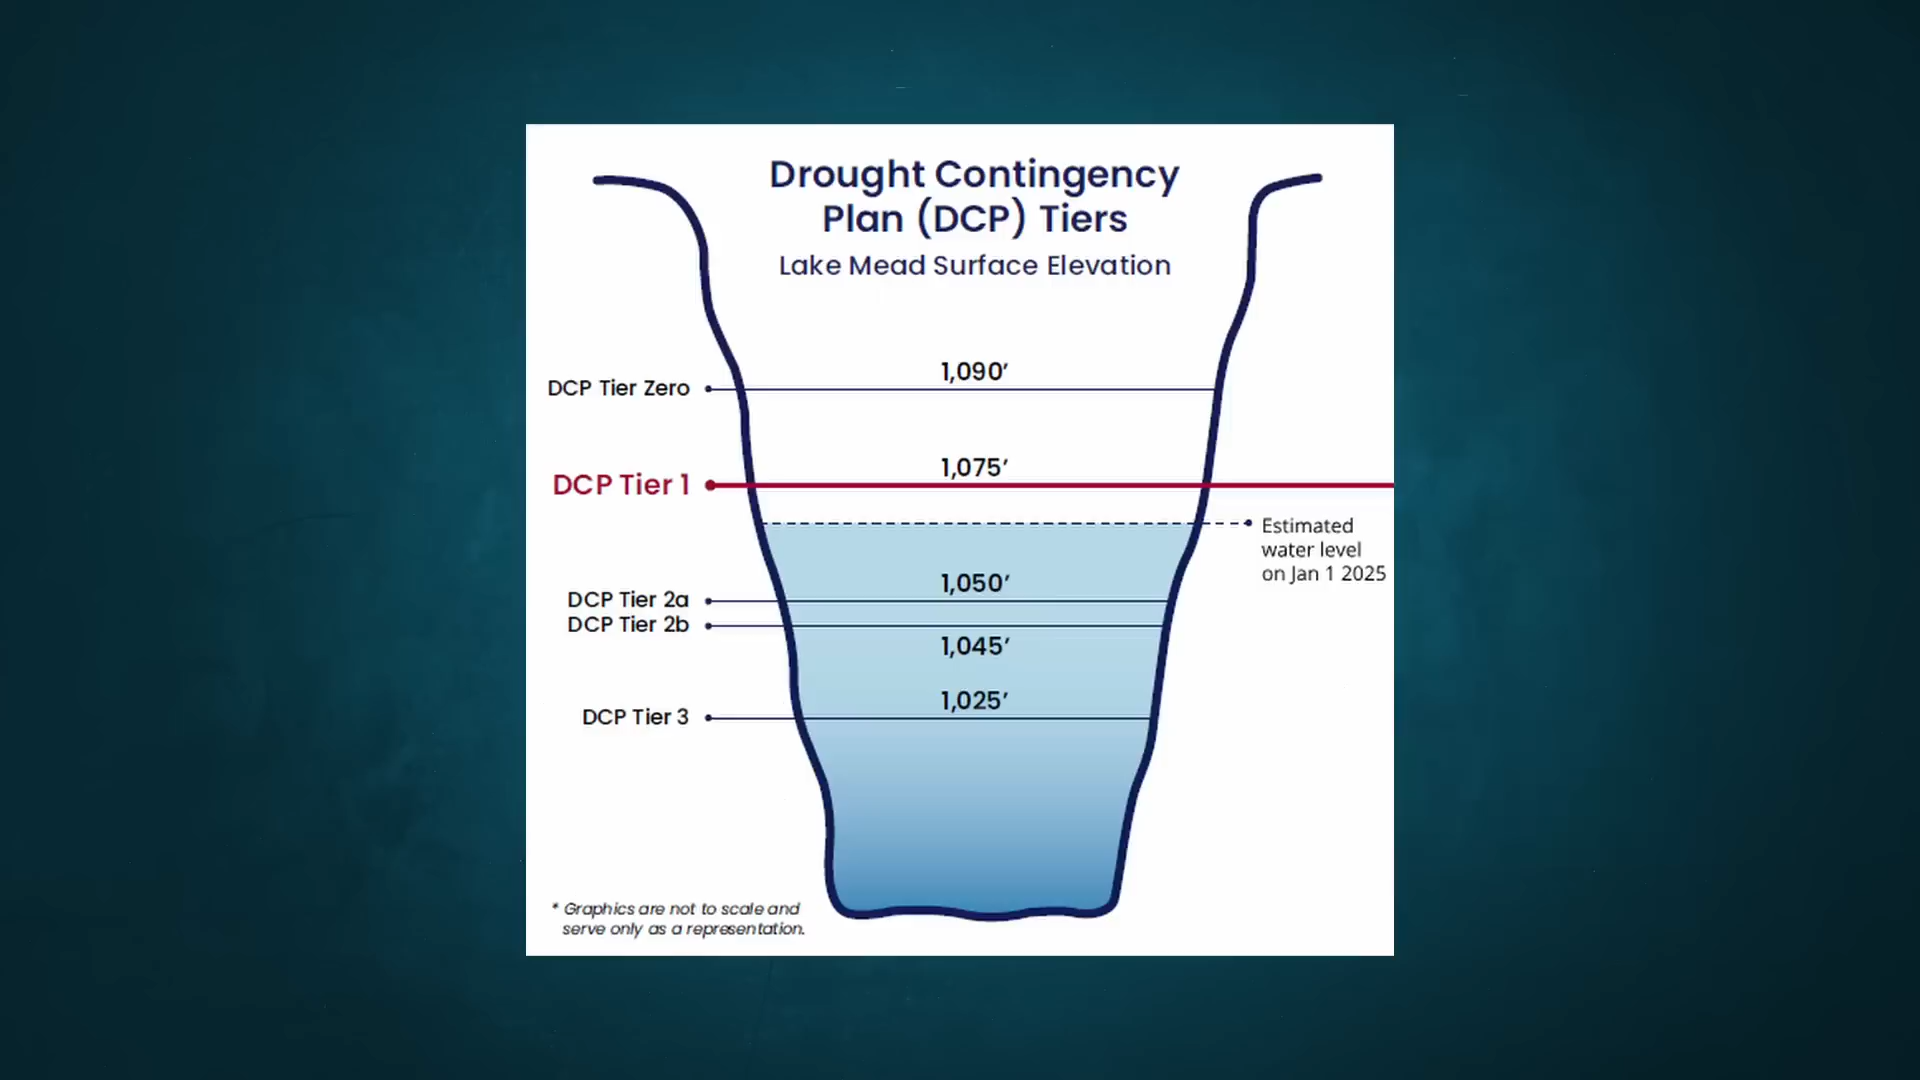 Drought Contingency
Plan (DCP) Tiers
Lake Mead Surface Elevation
1,090′
DCP Tier Zero
1,075′
DCP Tier 1
Estimated
water level
on Jan 1 2025
1,050′
DCP Tier 2a
DCP Tier 2b
1,045′
1,025′
DCP Tier 3
* Graphics are not to scale and
serve only as a representation.